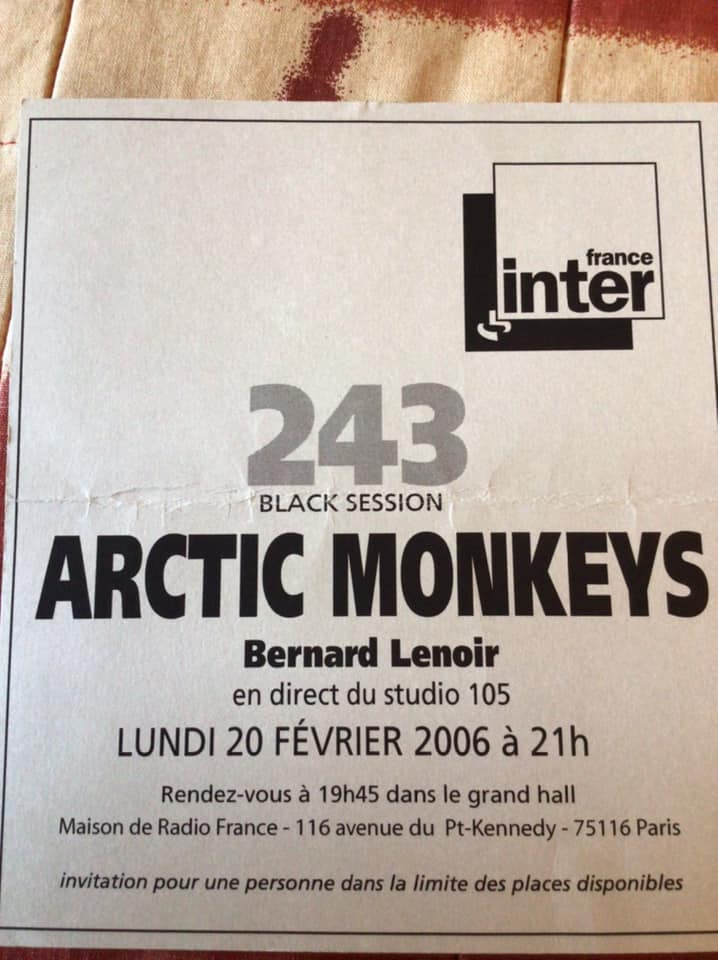 france
inter
243
BLACK SESSION
ARCTIC MONKEYS
Bernard Lenoir
en direct du studio 105
LUNDI 20 FÉVRIER 2006 à 21h
Rendez-vous à 19h45 dans le grand hall
Maison de Radio France - 116 avenue du Pt-Kennedy - 75116 Paris
invitation pour une personne dans la limite des places disponibles